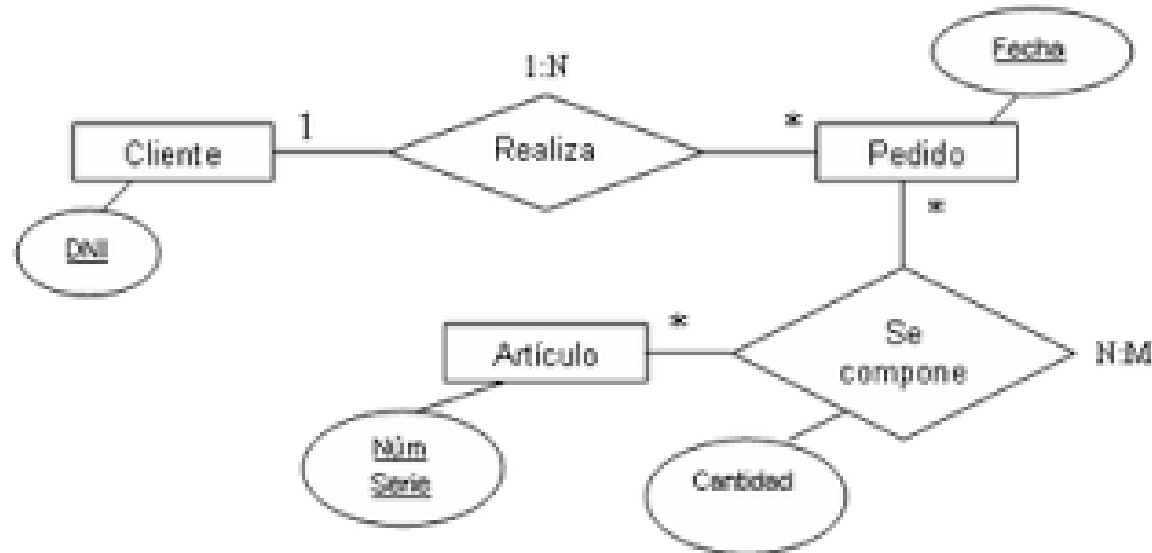 Fecha
1:N
Cliente
1
Realiza
*
Pedido
*
DNI
Artículo
*
Se
compone
N:M
Núm
Serie
Cantidad